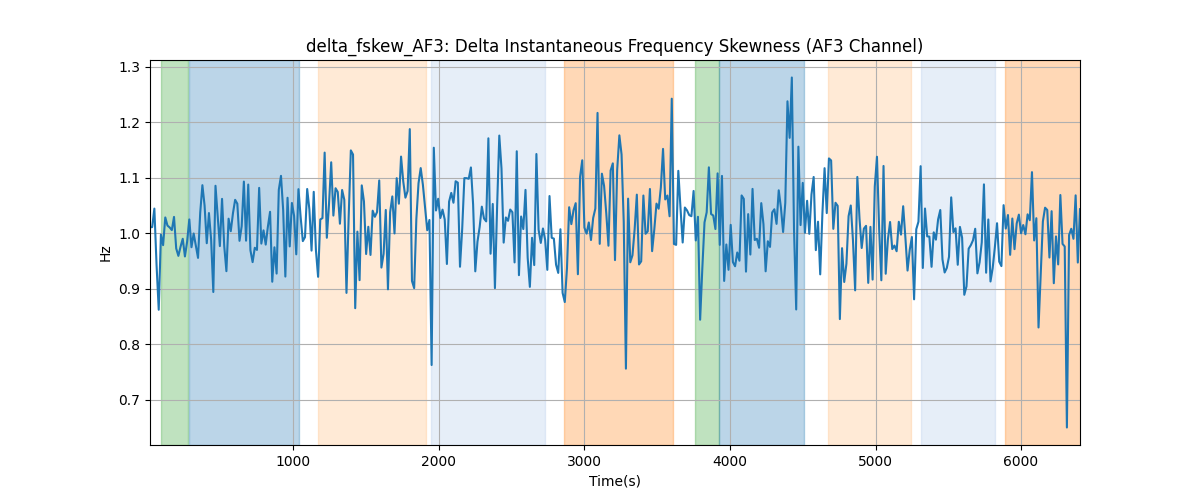 delta_fskew_AF3: Delta Instantaneous Frequency Skewness (AF3 Channel)
1.3
1.2
1.1
1.0
0.9
0.8
0.7
Hz
1000 2000 3000 4000 5000 6000
Time(s)